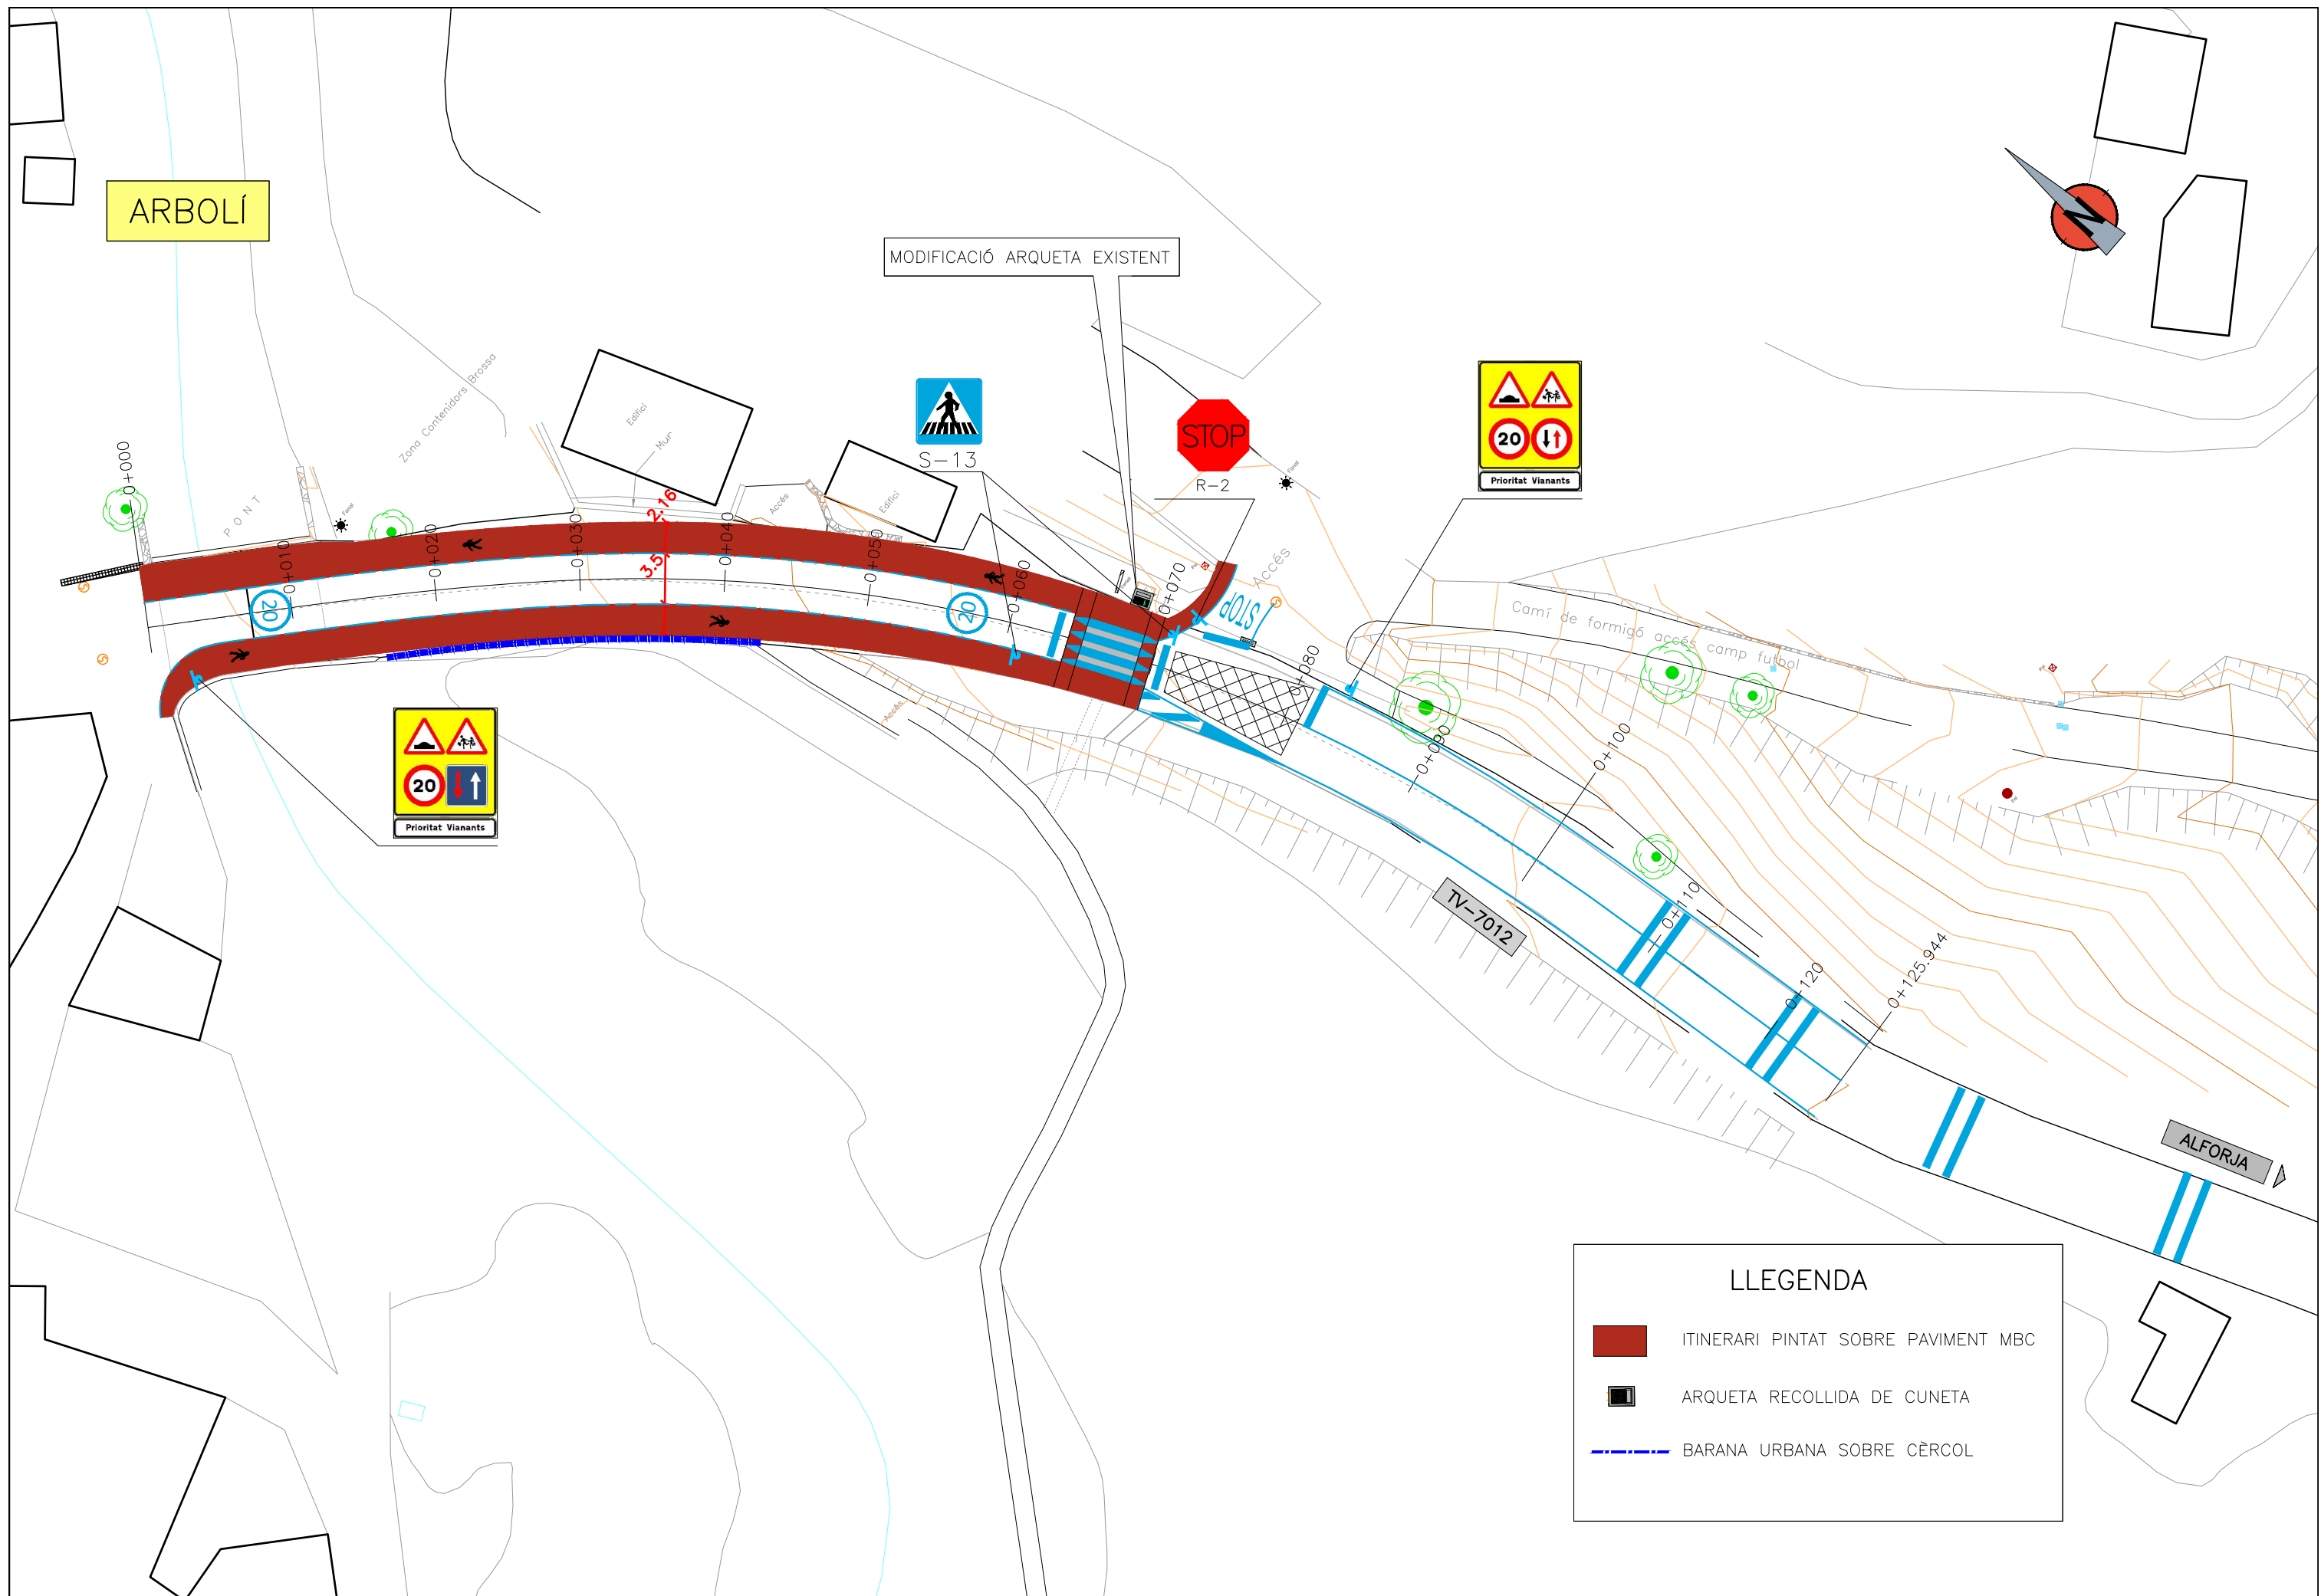 ARBOLÍ
MODIFICACIÓ ARQUETA EXISTENT
Zona Contenidors Brossa
PONT
Fanal
Edifici
Mur
Accés
Edifici
S-13
STOP
R-2
Fanal
20
Prioritat Vianants
0+000
0+010
0+020
0+030
0+040
0+050
0+060
0+070
0+080
0+090
0+100
0+110
0+120
0+125.944
2.16
3.5
20
20
STOP
Accés
Accés
Camí de formigó accés camp futbol
20
Prioritat Vianants
TV-7012
ALFORJA
N
LLEGENDA
ITINERARI PINTAT SOBRE PAVIMENT MBC
ARQUETA RECOLLIDA DE CUNETA
BARANA URBANA SOBRE CÈRCOL